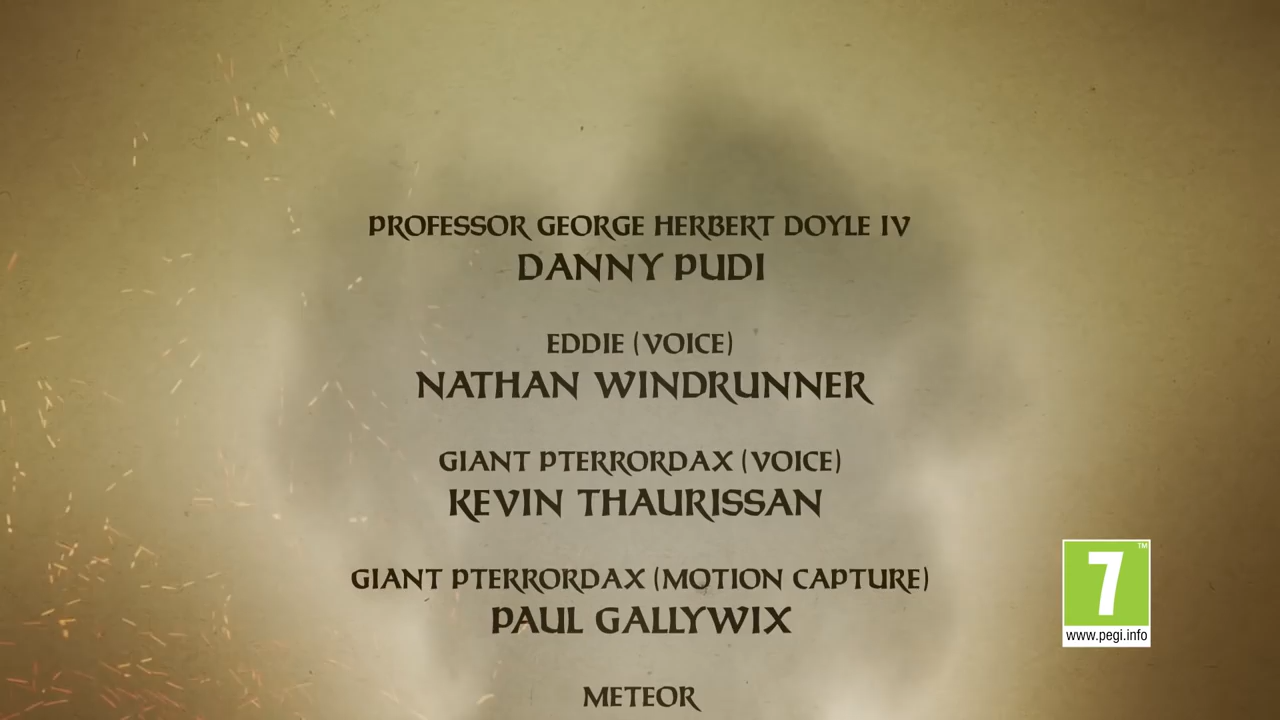 PROFESSOR GEORGE HERBERT DOYLE IV
DANNY PUDI
EDDIE (VOICE)
NATHAN WINDRUNNER
GIANT PTERRORDAX (VOICE)
KEVIN THAURISSAN
GIANT PTERRORDAX (MOTION CAPTURE)
PAUL GALLYWIX
METEOR
7™
www.pegi.info